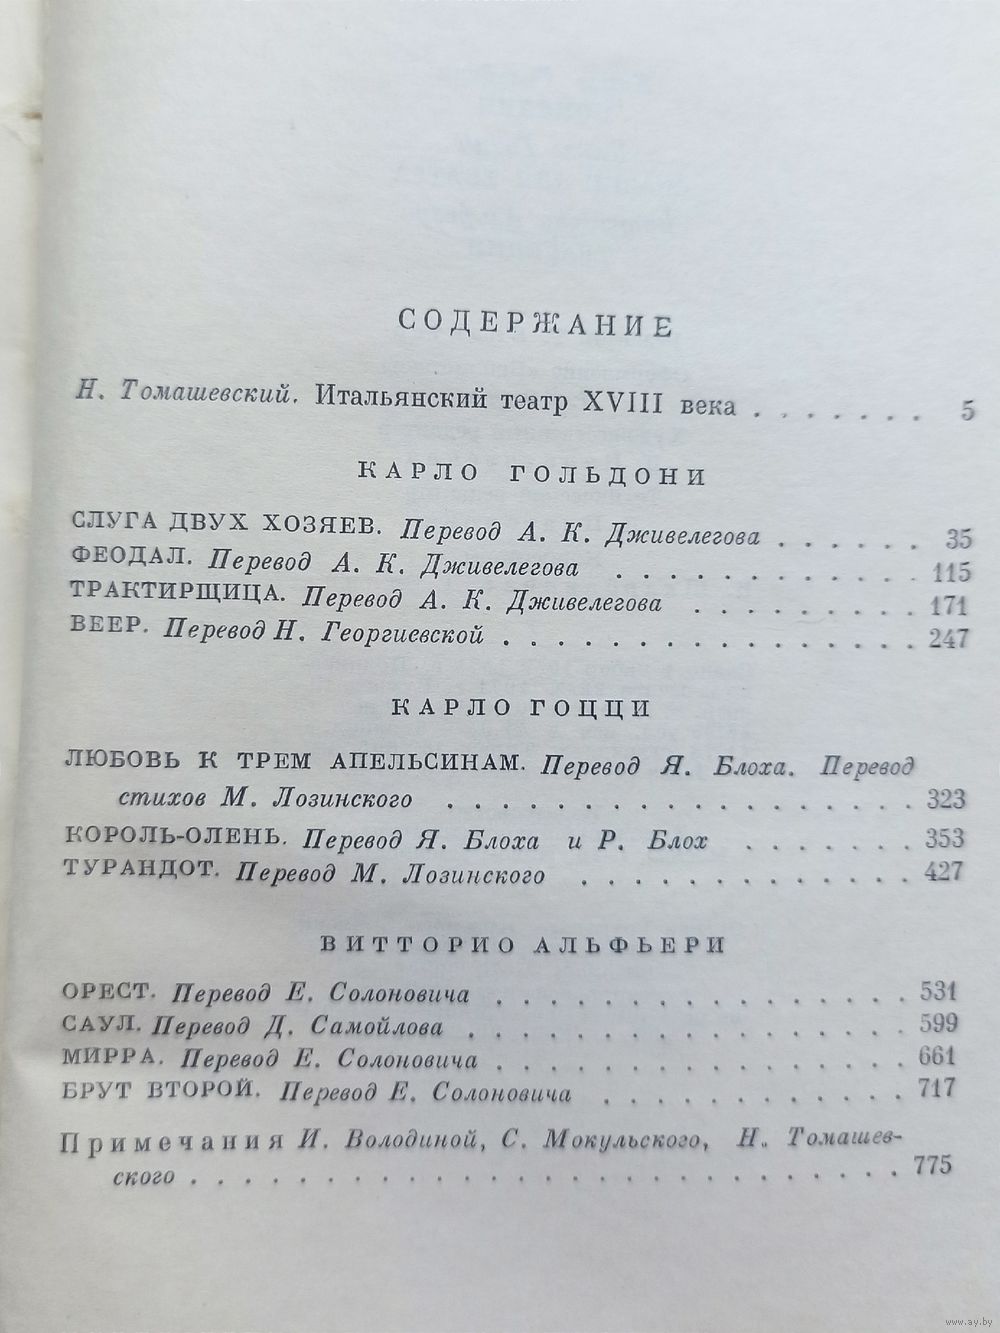 СОДЕРЖАНИЕ
Н. Томашевский. Итальянский театр XVIII века . . . . . . . 5
КАРЛО ГОЛЬДОНИ
СЛУГА ДВУХ ХОЗЯЕВ. Перевод А. К. Дживелегова . . . . . . 35
ФЕОДАЛ. Перевод А. К. Дживелегова . . . . . . . . . . . 115
ТРАКТИРЩИЦА. Перевод А. К. Дживелегова . . . . . . . . . 171
ВЕЕР. Перевод Н. Георгиевской . . . . . . . . . . . . . . . 247
КАРЛО ГОЦЦИ
ЛЮБОВЬ К ТРЕМ АПЕЛЬСИНАМ. Перевод Я. Блоха. Перевод
стихов М. Лозинского . . . . . . . . . . . . . . . . . . 323
КОРОЛЬ-ОЛЕНЬ. Перевод Я. Блоха и Р. Блох . . . . . . . 353
ТУРАНДОТ. Перевод М. Лозинского . . . . . . . . . . . . . 427
ВИТТОРИО АЛЬФЬЕРИ
ОРЕСТ. Перевод Е. Солоновича . . . . . . . . . . . . . . . . 531
САУЛ. Перевод Д. Самойлова . . . . . . . . . . . . . . . . . 599
МИРРА. Перевод Е. Солоновича . . . . . . . . . . . . . . . . 661
БРУТ ВТОРОЙ. Перевод Е. Солоновича . . . . . . . . . . . . 717
Примечания И. Володиной, С. Мокульского, Н. Томашев-
ского . . . . . . . . . . . . . . . . . . . . . . . . . . . 775
www.ay.by